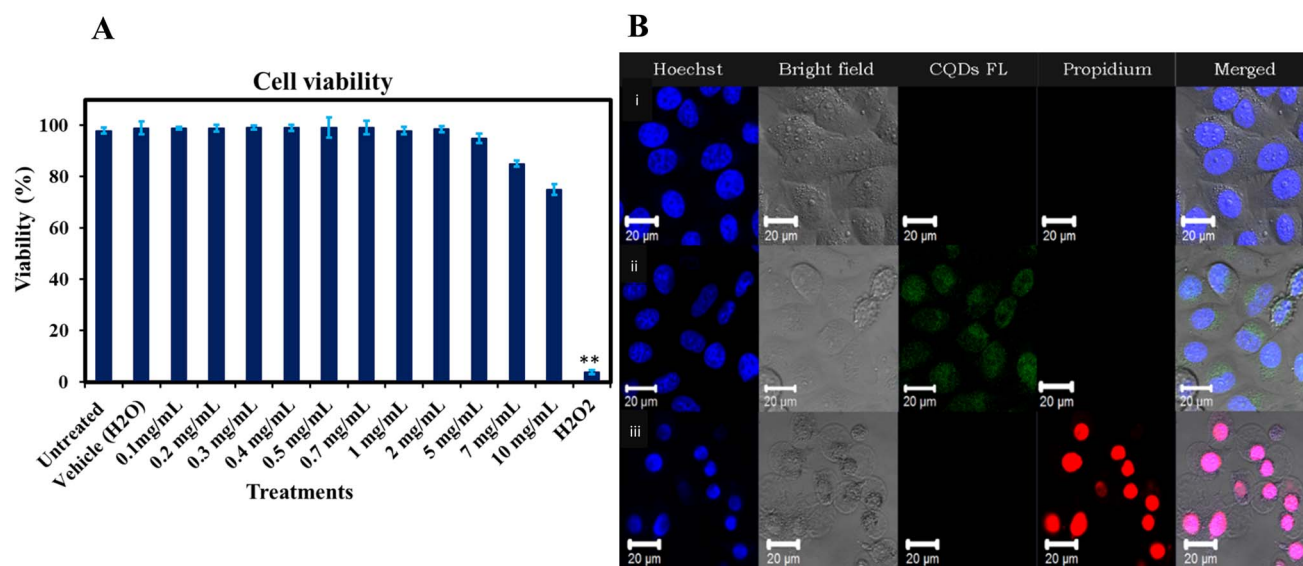 A
Cell viability
Viability (%)
100
80
60
40
20
0
**
Untreated
Vehicle (H2O)
0.1mg/mL
0.2 mg/mL
0.3 mg/mL
0.4 mg/mL
0.5 mg/mL
0.7 mg/mL
1 mg/mL
2 mg/mL
5 mg/mL
7 mg/mL
10 mg/mL
H2O2
Treatments
B
Hoechst Bright field CQDs FL Propidium Merged
i
20 µm 20 µm 20 µm 20 µm 20 µm
ii
20 µm 20 µm 20 µm 20 µm 20 µm
iii
20 µm 20 µm 20 µm 20 µm 20 µm